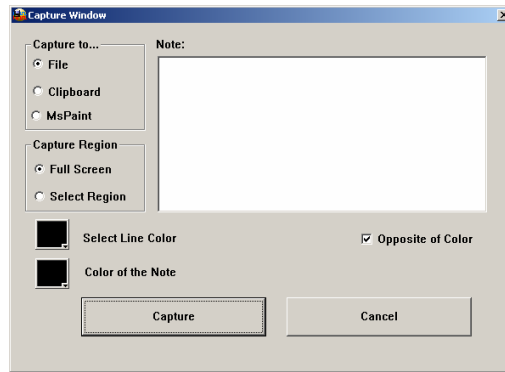 Capture Window
Capture to...
File
Clipboard
MsPaint
Note:
Capture Region
Full Screen
Select Region
Select Line Color
Opposite of Color
Color of the Note
Capture
Cancel